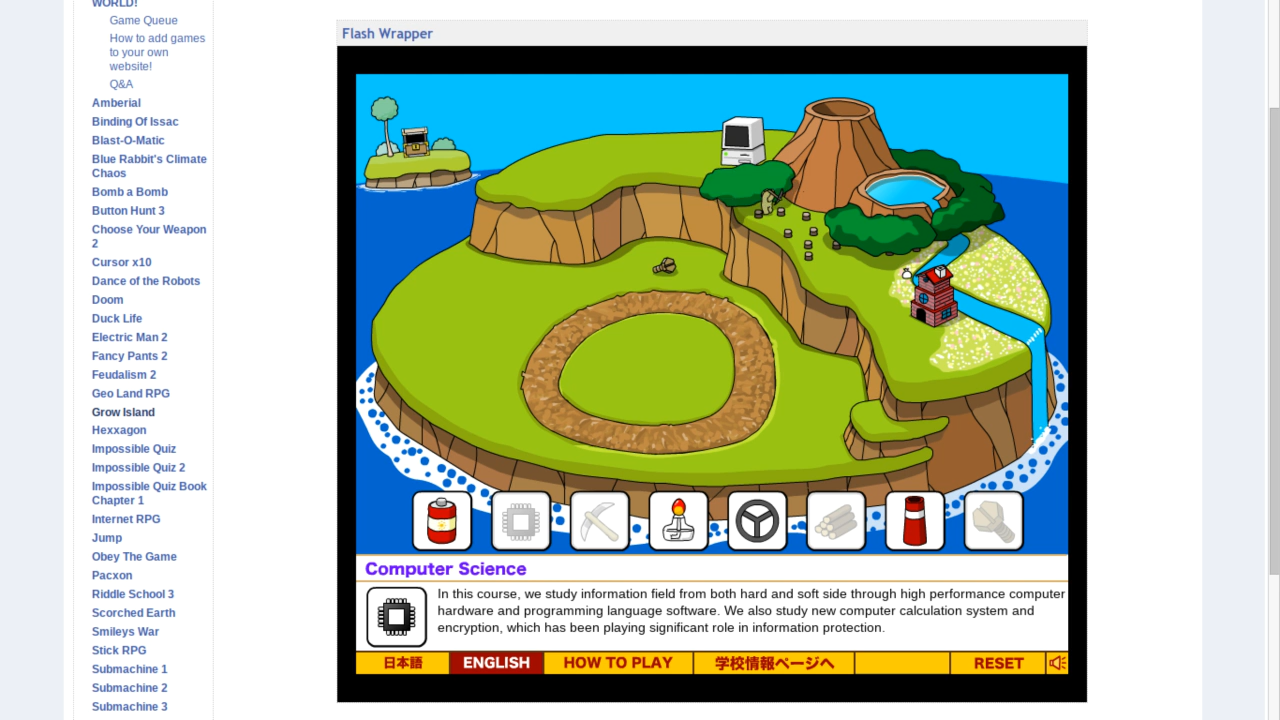 WORLD!
Game Queue
How to add games
to your own
website!
Q&A
Amberial
Binding Of Issac
Blast-O-Matic
Blue Rabbit's Climate
Chaos
Bomb a Bomb
Button Hunt 3
Choose Your Weapon
2
Cursor x10
Dance of the Robots
Doom
Duck Life
Electric Man 2
Fancy Pants 2
Feudalism 2
Geo Land RPG
Grow Island
Hexxagon
Impossible Quiz
Impossible Quiz 2
Impossible Quiz Book
Chapter 1
Internet RPG
Jump
Obey The Game
Pacxon
Riddle School 3
Scorched Earth
Smileys War
Stick RPG
Submachine 1
Submachine 2
Submachine 3
Flash Wrapper
Computer Science
In this course, we study information field from both hard and soft side through high performance computer
hardware and programming language software. We also study new computer calculation system and
encryption, which has been playing significant role in information protection.
日本語
ENGLISH
HOW TO PLAY
学校情報ページへ
RESET